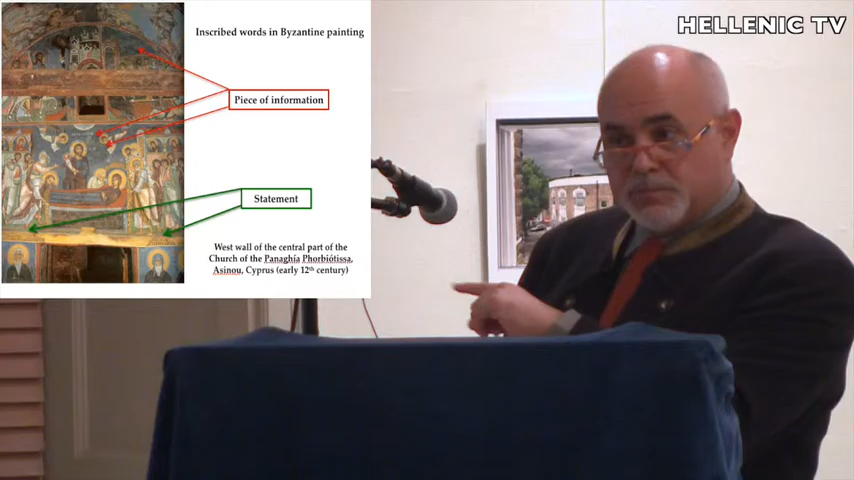 HELLENIC TV
Inscribed words in Byzantine painting
Piece of information
Statement
West wall of the central part of the
Church of the Panaghía Phorbiótissa,
Asinou, Cyprus (early 12th century)